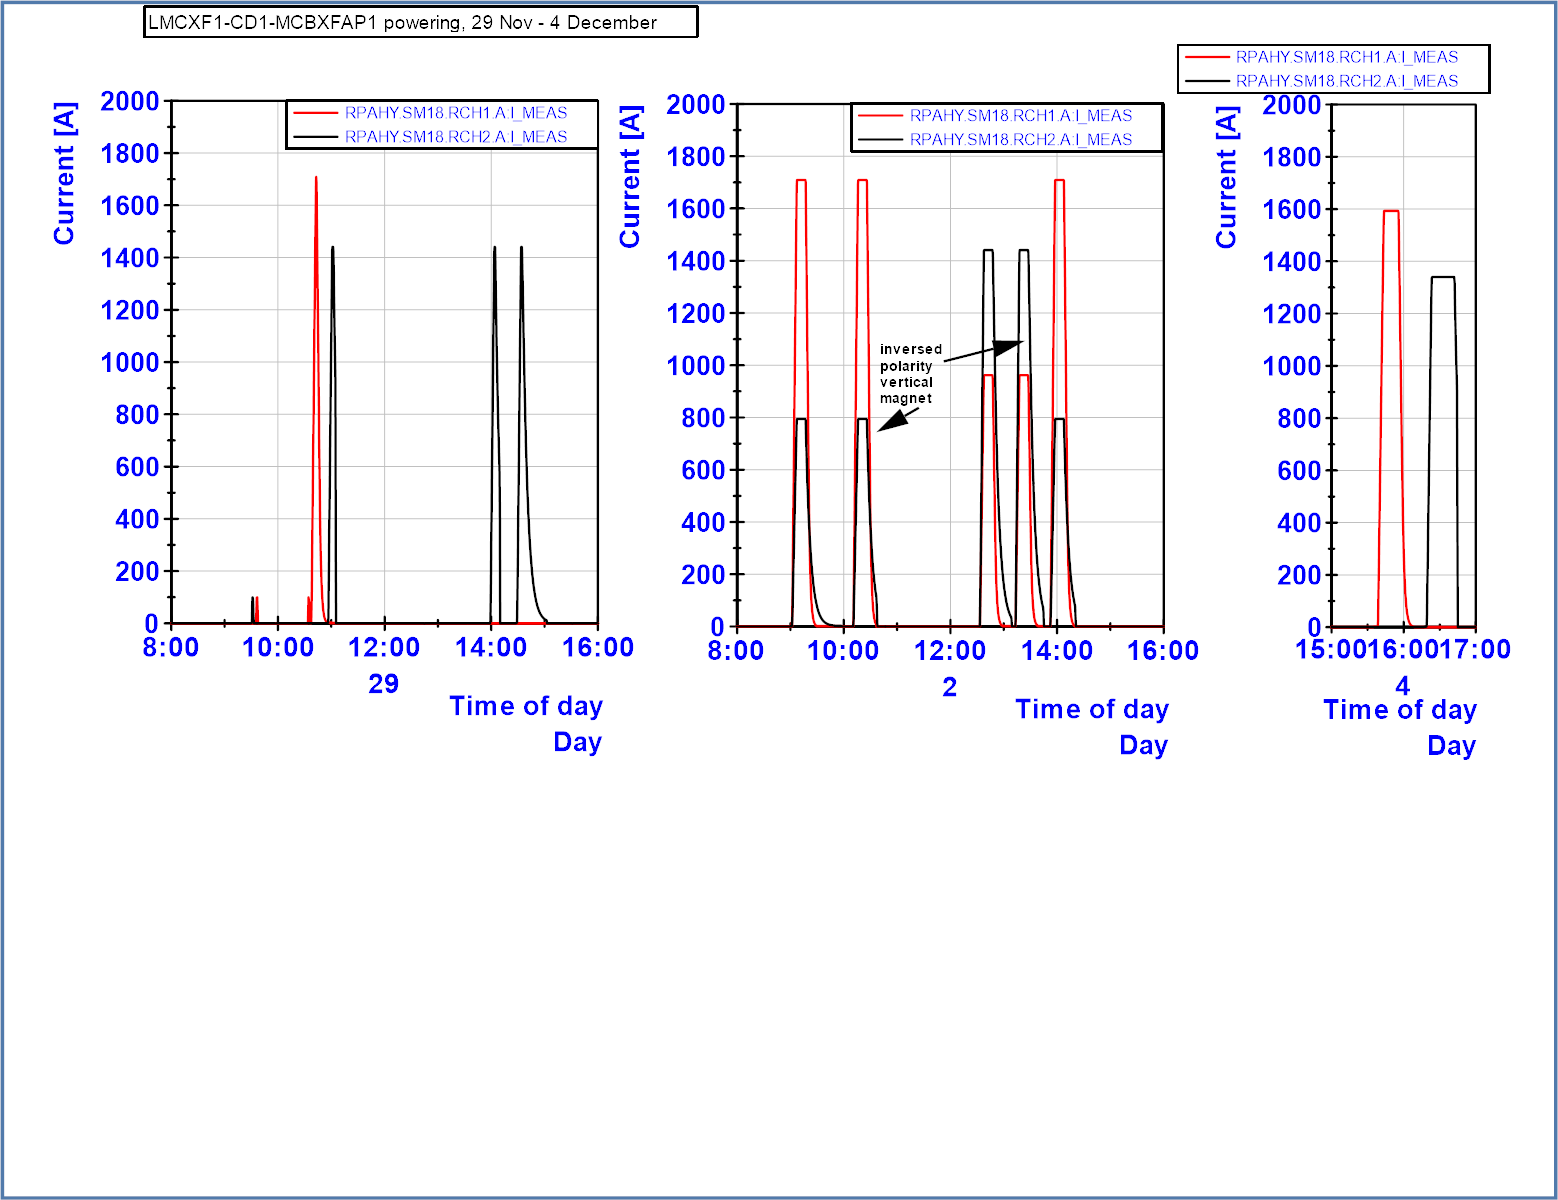 LMCXF1-CD1-MCBXFAP1 powering, 29 Nov - 4 December
RPAHY.SM18.RCH1.A:I_MEAS
RPAHY.SM18.RCH2.A:I_MEAS
Current [A]
2000
1800
1600
1400
1200
1000
800
600
400
200
0
8:00 10:00 12:00 14:00 16:00
29
Time of day
Day
RPAHY.SM18.RCH1.A:I_MEAS
RPAHY.SM18.RCH2.A:I_MEAS
Current [A]
2000
1800
1600
1400
1200
1000
800
600
400
200
0
inversed
polarity
vertical
magnet
8:00 10:00 12:00 14:00 16:00
2
Time of day
Day
RPAHY.SM18.RCH1.A:I_MEAS
RPAHY.SM18.RCH2.A:I_MEAS
Current [A]
2000
1800
1600
1400
1200
1000
800
600
400
200
0
15:00 16:00 17:00
4
Time of day
Day